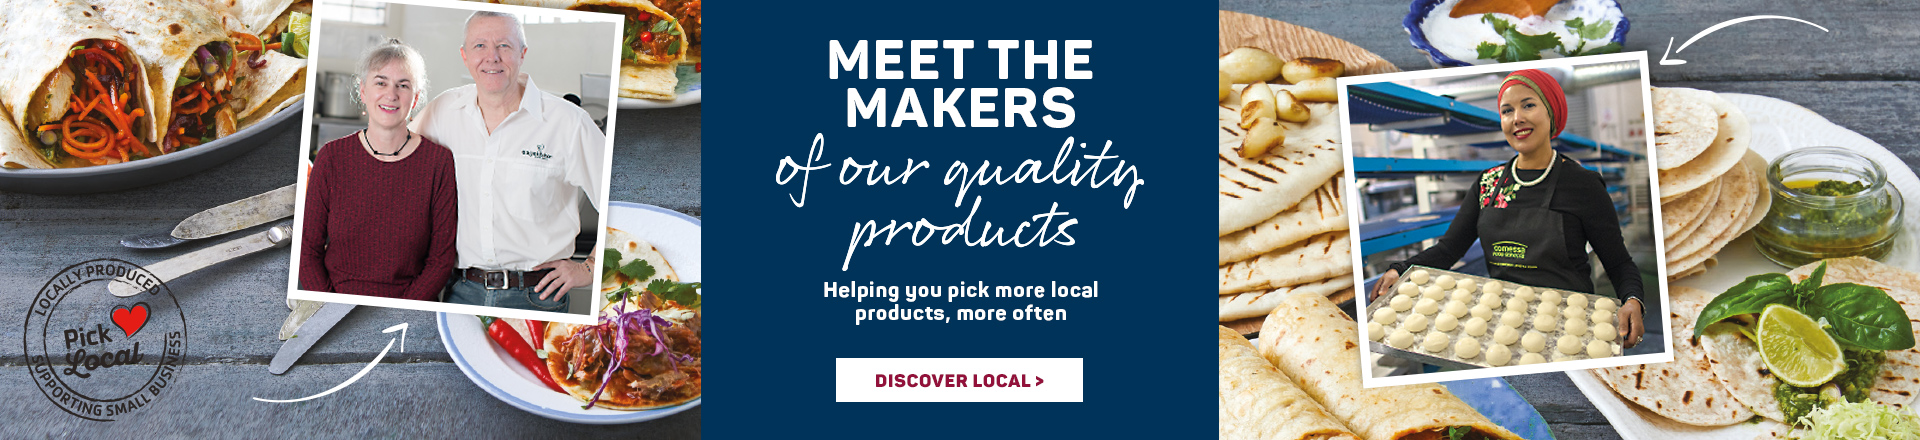 LOCALLY PRODUCED
Pick
Local
SUPPORTING SMALL BUSINESS
MEET THE
MAKERS
of our quality
products
Helping you pick more local
products, more often
DISCOVER LOCAL >
comessa